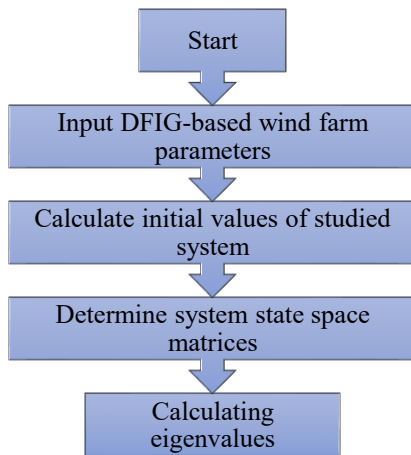 Start
Input DFIG-based wind farm
parameters
Calculate initial values of studied
system
Determine system state space
matrices
Calculating
eigenvalues